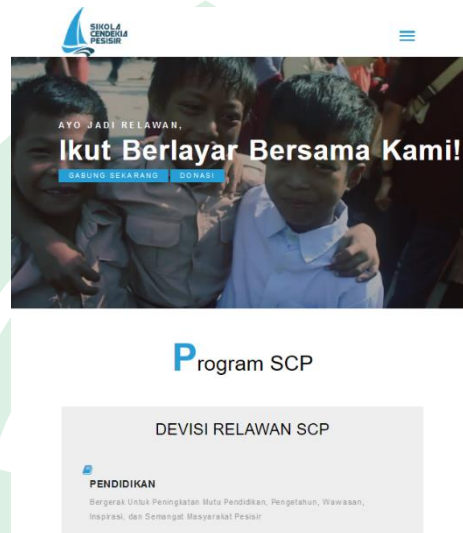 SIKOLA
CENDEKIA
PESISIR
AYO JADI RELAWAN,
Ikut Berlayar Bersama Kami!
GABUNG SEKARANG DONASI
Program SCP
DEVISI RELAWAN SCP
PENDIDIKAN
Bergerak Untuk Peningkatan Mutu Pendidikan, Pengetahun, Wawasan,
Inspirasi, dan Semangat Masyarakat Pesisir